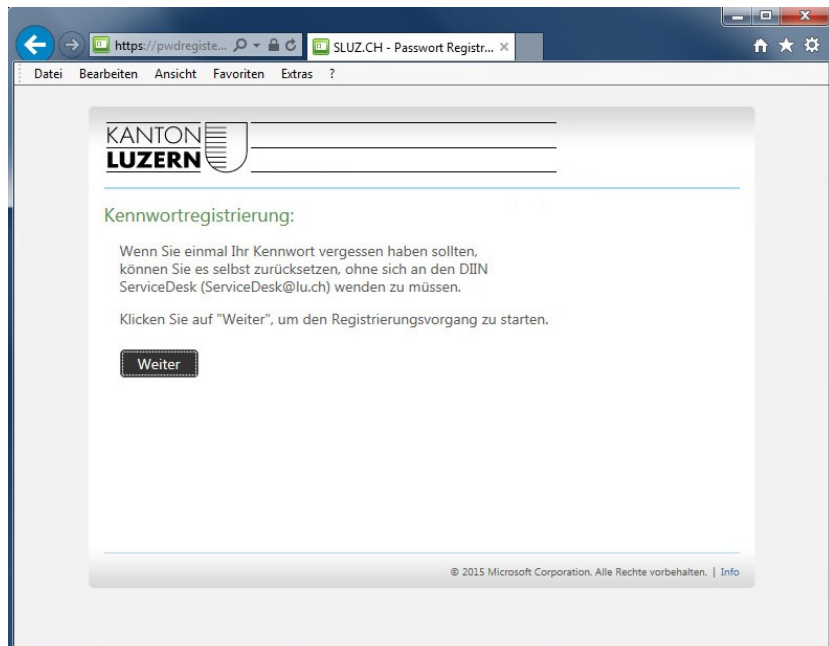 https://pwdregiste...
SLUZ.CH - Passwort Registr...
Datei Bearbeiten Ansicht Favoriten Extras ?
KANTON
LUZERN
Kennwortregistrierung:
Wenn Sie einmal Ihr Kennwort vergessen haben sollten,
können Sie es selbst zurücksetzen, ohne sich an den DIIN
ServiceDesk (ServiceDesk@lu.ch) wenden zu müssen.
Klicken Sie auf "Weiter", um den Registrierungsvorgang zu starten.
Weiter
© 2015 Microsoft Corporation. Alle Rechte vorbehalten. | Info